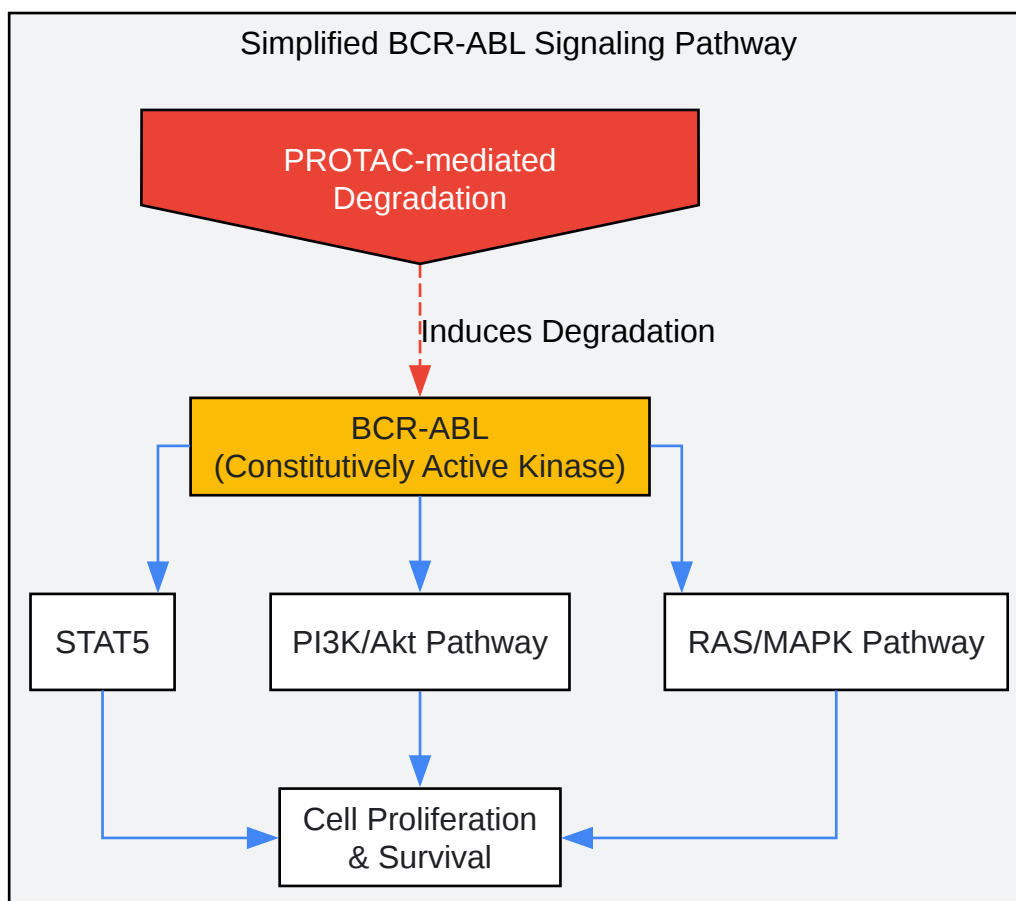 Simplified BCR-ABL Signaling Pathway
PROTAC-mediated
Degradation
Induces Degradation
BCR-ABL
(Constitutively Active Kinase)
STAT5
PI3K/Akt Pathway
RAS/MAPK Pathway
Cell Proliferation
& Survival